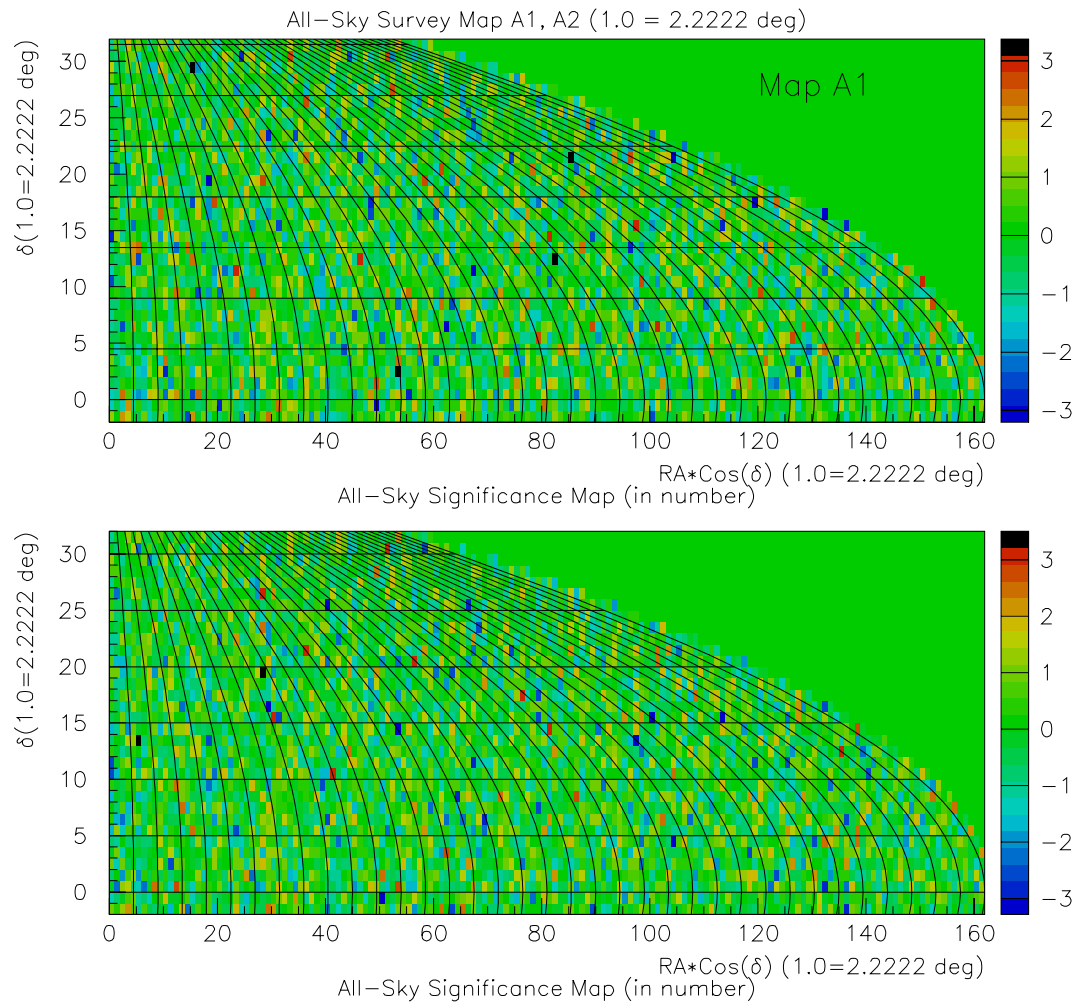 All-Sky Survey Map A1, A2 (1.0 = 2.2222 deg)
Map A1
δ(1.0=2.2222 deg)
30
25
20
15
10
5
0
0 20 40 60 80 100 120 140 160
3
2
1
0
-1
-2
-3
RA*Cos(δ) (1.0=2.2222 deg)
All-Sky Significance Map (in number)
δ(1.0=2.2222 deg)
30
25
20
15
10
5
0
0 20 40 60 80 100 120 140 160
3
2
1
0
-1
-2
-3
RA*Cos(δ) (1.0=2.2222 deg)
All-Sky Significance Map (in number)